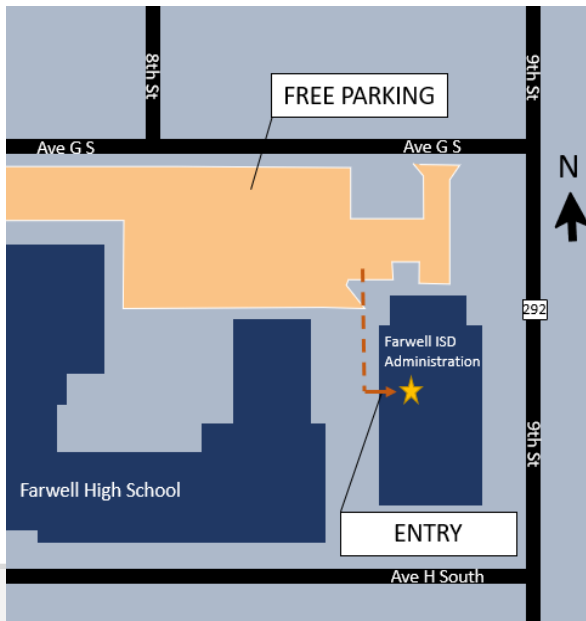 8th St
9th St
FREE PARKING
Ave G S
Ave G S
N
292
Farwell ISD
Administration
9th St
Farwell High School
ENTRY
Ave H South